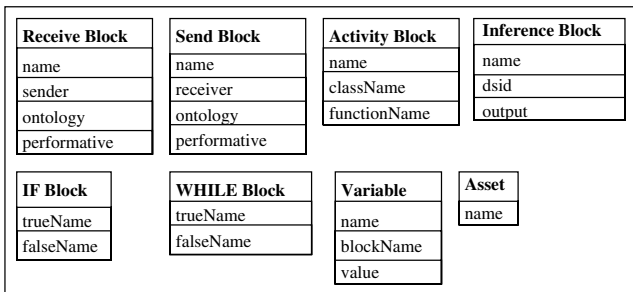 Receive Block
name
sender
ontology
performative
Send Block
name
receiver
ontology
performative
Activity Block
name
className
functionName
Inference Block
name
dsid
output
IF Block
trueName
falseName
WHILE Block
trueName
falseName
Variable
name
blockName
value
Asset
name